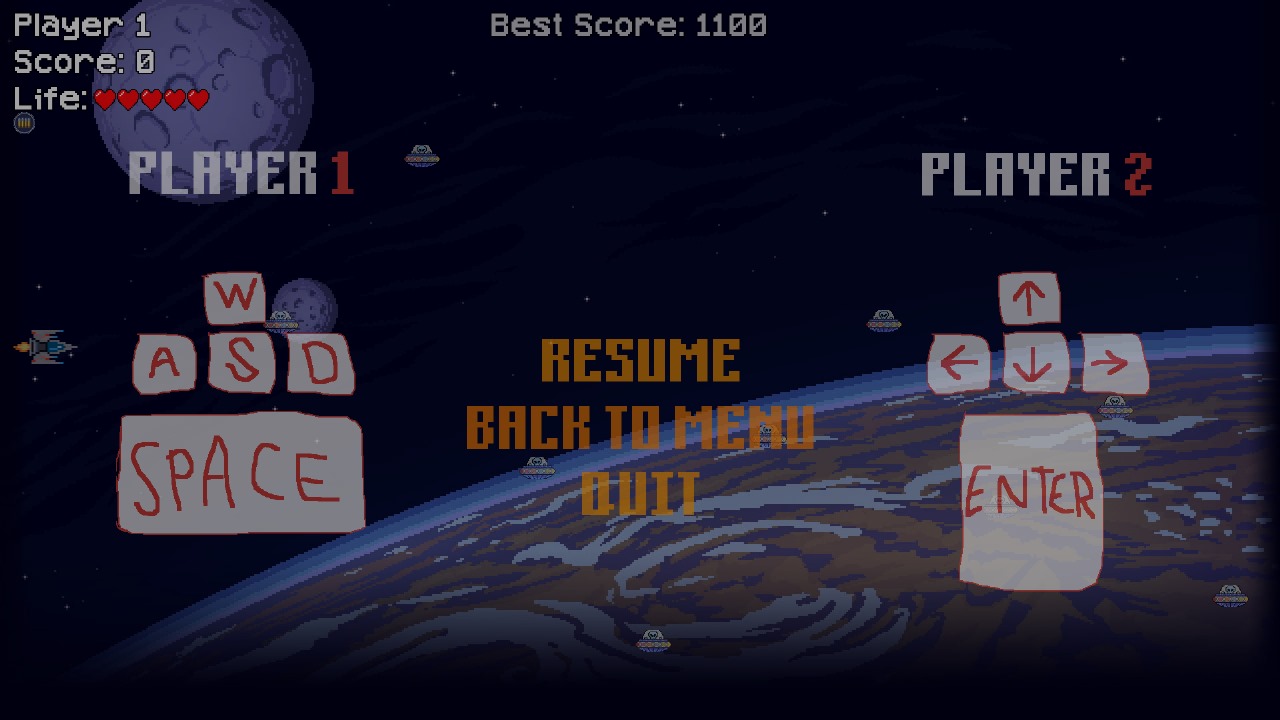 Player 1
Best Score: 1100
Score: 0
Life:
PLAYER 1
PLAYER 2
W
↑
A S D
← ↓ →
RESUME
BACK TO MENU
SPACE
QUIT
ENTER